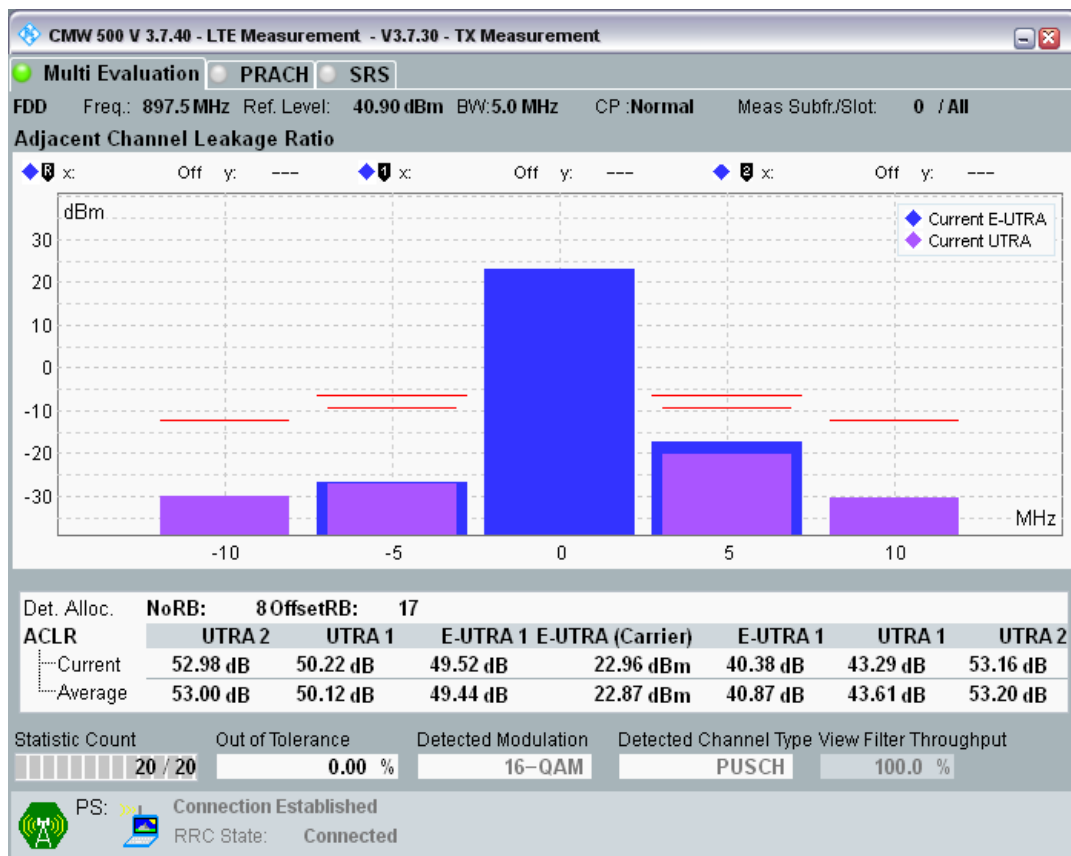 CMW 500 V 3.7.40 - LTE Measurement - V3.7.30 - TX Measurement
Multi Evaluation PRACH SRS
FDD Freq.: 897.5 MHz Ref. Level: 40.90 dBm BW:5.0 MHz CP :Normal Meas Subfr./Slot: 0 / All
Adjacent Channel Leakage Ratio
R x: Off y: --- 1 x: Off y: --- 2 x: Off y: ---
dBm
Current E-UTRA
Current UTRA
30
20
10
0
-10
-20
-30
MHz
-10 -5 0 5 10
Det. Alloc. NoRB: 8 OffsetRB: 17
ACLR UTRA 2 UTRA 1 E-UTRA 1 E-UTRA (Carrier) E-UTRA 1 UTRA 1 UTRA 2
Current 52.98 dB 50.22 dB 49.52 dB 22.96 dBm 40.38 dB 43.29 dB 53.16 dB
Average 53.00 dB 50.12 dB 49.44 dB 22.87 dBm 40.87 dB 43.61 dB 53.20 dB
Statistic Count Out of Tolerance Detected Modulation Detected Channel Type View Filter Throughput
20 / 20 0.00 % 16-QAM PUSCH 100.0 %
PS: Connection Established
RRC State: Connected